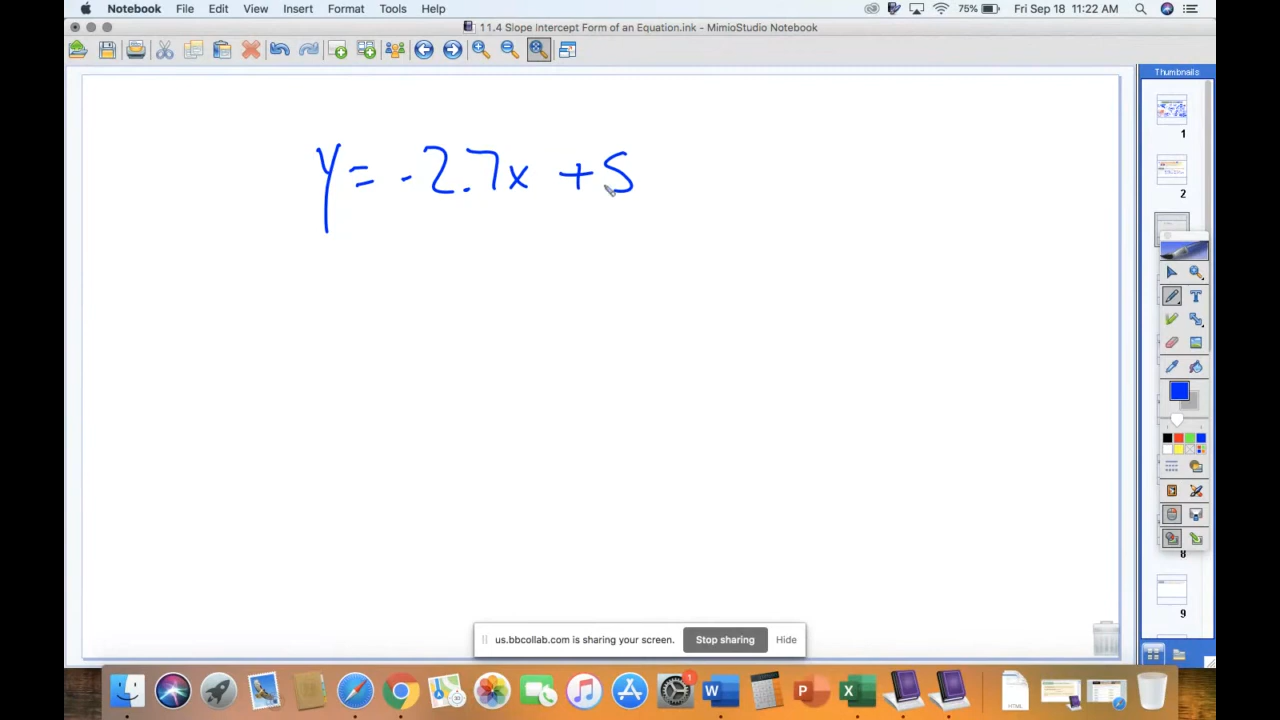 Notebook File Edit View Insert Format Tools Help 75% Fri Sep 18 11:22 AM
11.4 Slope Intercept Form of an Equation.ink - MimioStudio Notebook
Thumbnails
y = -2.7x + 5
1
2
8
9
us.bbcollab.com is sharing your screen. Stop sharing Hide
1
W P X
HTML